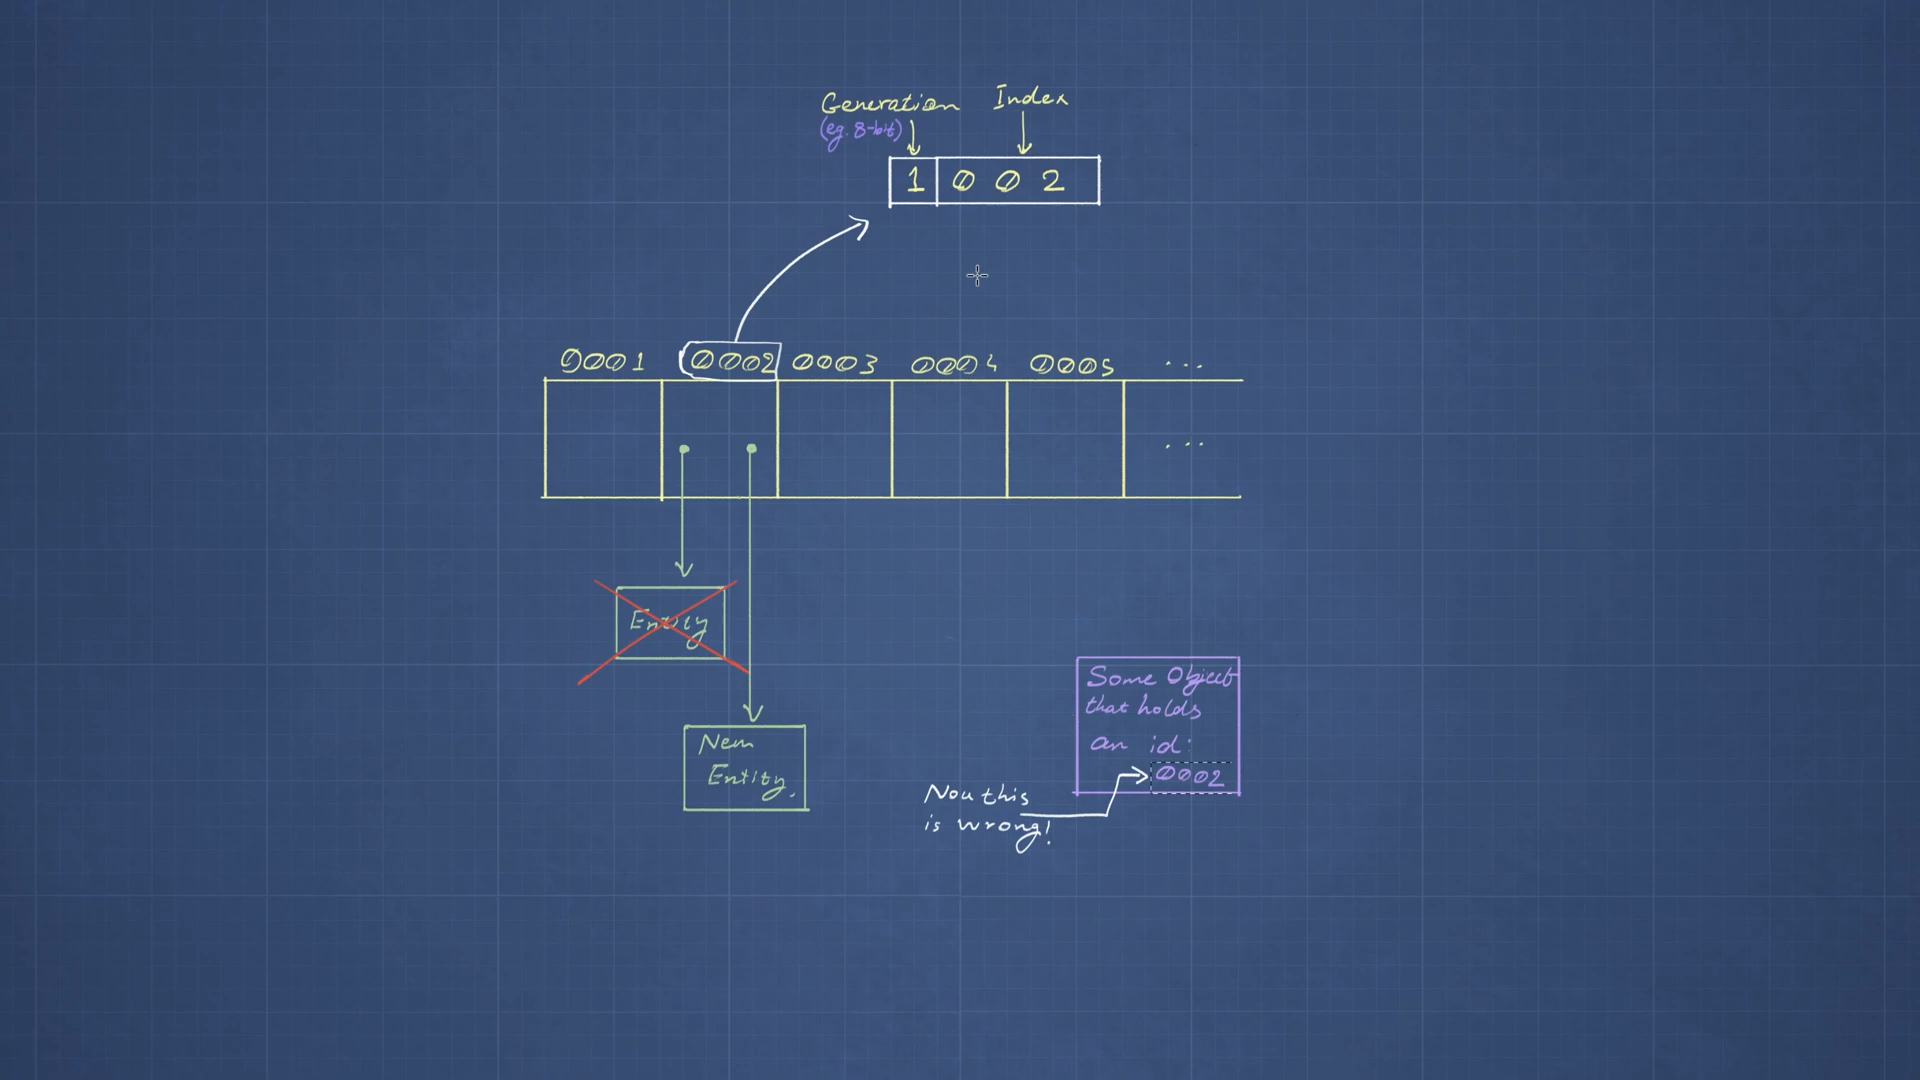 Generation Index
(eg. 8-bit)
1 0 0 2
0001 0002 0003 0004 0005 ...
...
Entity
New
Entity.
Some Object
that holds
an id:
0002
Now this
is wrong!